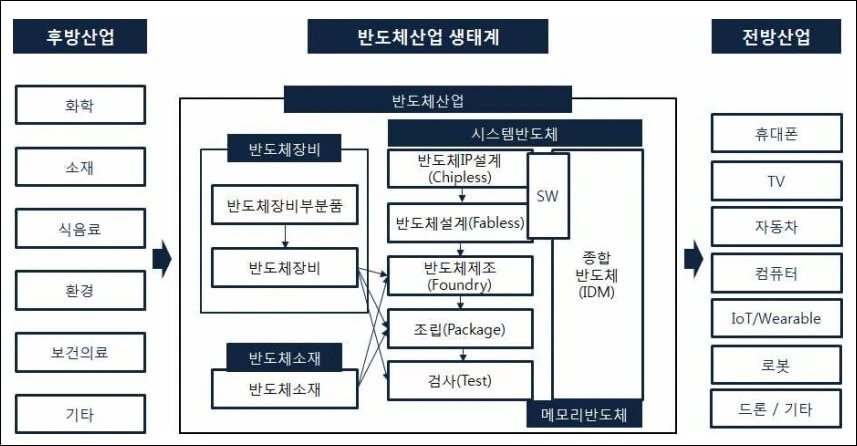 후방산업
반도체산업 생태계
전방산업
화학
소재
식음료
환경
보건의료
기타
반도체산업
반도체장비
반도체장비부분품
반도체장비
반도체소재
반도체소재
시스템반도체
반도체IP설계
(Chipless)
반도체설계(Fabless)
반도체제조
(Foundry)
조립(Package)
검사(Test)
SW
종합
반도체
(IDM)
메모리반도체
휴대폰
TV
자동차
컴퓨터
IoT/Wearable
로봇
드론 / 기타